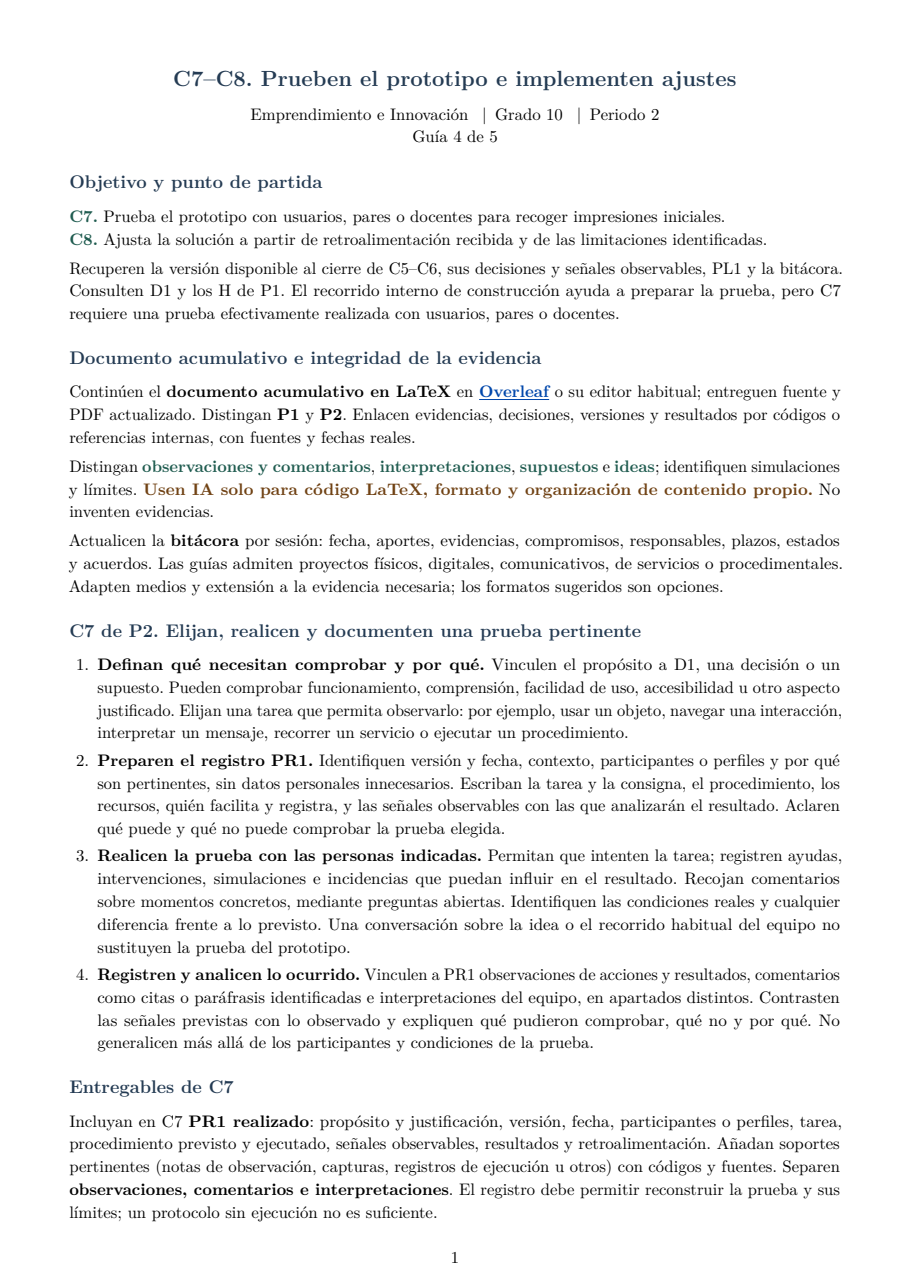 C7–C8. Prueben el prototipo e implementen ajustes
Emprendimiento e Innovación | Grado 10 | Periodo 2
Guía 4 de 5
Objetivo y punto de partida
C7. Prueba el prototipo con usuarios, pares o docentes para recoger impresiones iniciales.
C8. Ajusta la solución a partir de retroalimentación recibida y de las limitaciones identificadas.
Recuperen la versión disponible al cierre de C5–C6, sus decisiones y señales observables, PL1 y la bitácora.
Consulten D1 y los H de P1. El recorrido interno de construcción ayuda a preparar la prueba, pero C7
requiere una prueba efectivamente realizada con usuarios, pares o docentes.
Documento acumulativo e integridad de la evidencia
Continúen el documento acumulativo en LaTeX en Overleaf o su editor habitual; entreguen fuente y
PDF actualizado. Distingan P1 y P2. Enlacen evidencias, decisiones, versiones y resultados por códigos o
referencias internas, con fuentes y fechas reales.
Distingan observaciones y comentarios, interpretaciones, supuestos e ideas; identifiquen simulaciones
y límites. Usen IA solo para código LaTeX, formato y organización de contenido propio. No
inventen evidencias.
Actualicen la bitácora por sesión: fecha, aportes, evidencias, compromisos, responsables, plazos, estados
y acuerdos. Las guías admiten proyectos físicos, digitales, comunicativos, de servicios o procedimentales.
Adapten medios y extensión a la evidencia necesaria; los formatos sugeridos son opciones.
C7 de P2. Elijan, realicen y documenten una prueba pertinente
1. Definan qué necesitan comprobar y por qué. Vinculen el propósito a D1, una decisión o un
supuesto. Pueden comprobar funcionamiento, comprensión, facilidad de uso, accesibilidad u otro aspecto
justificado. Elijan una tarea que permita observarlo: por ejemplo, usar un objeto, navegar una interacción,
interpretar un mensaje, recorrer un servicio o ejecutar un procedimiento.
2. Preparen el registro PR1. Identifiquen versión y fecha, contexto, participantes o perfiles y por qué
son pertinentes, sin datos personales innecesarios. Escriban la tarea y la consigna, el procedimiento, los
recursos, quién facilita y registra, y las señales observables con las que analizarán el resultado. Aclaren
qué puede y qué no puede comprobar la prueba elegida.
3. Realicen la prueba con las personas indicadas. Permitan que intenten la tarea; registren ayudas,
intervenciones, simulaciones e incidencias que puedan influir en el resultado. Recojan comentarios
sobre momentos concretos, mediante preguntas abiertas. Identifiquen las condiciones reales y cualquier
diferencia frente a lo previsto. Una conversación sobre la idea o el recorrido habitual del equipo no
sustituyen la prueba del prototipo.
4. Registren y analicen lo ocurrido. Vinculen a PR1 observaciones de acciones y resultados, comentarios
como citas o paráfrasis identificadas e interpretaciones del equipo, en apartados distintos. Contrasten
las señales previstas con lo observado y expliquen qué pudieron comprobar, qué no y por qué. No
generalicen más allá de los participantes y condiciones de la prueba.
Entregables de C7
Incluyan en C7 PR1 realizado: propósito y justificación, versión, fecha, participantes o perfiles, tarea,
procedimiento previsto y ejecutado, señales observables, resultados y retroalimentación. Añadan soportes
pertinentes (notas de observación, capturas, registros de ejecución u otros) con códigos y fuentes. Separen
observaciones, comentarios e interpretaciones. El registro debe permitir reconstruir la prueba y sus
límites; un protocolo sin ejecución no es suficiente.
1